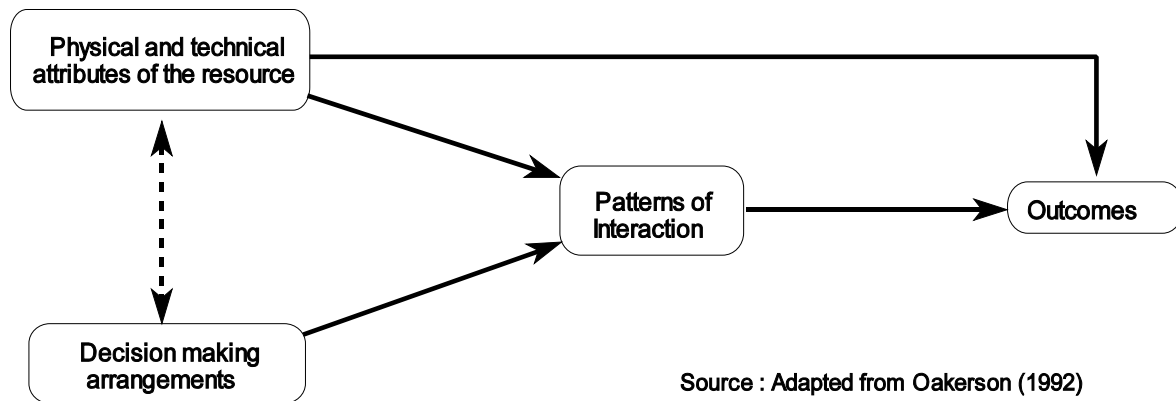 Physical and technical
attributes of the resource
Patterns of
Interaction
Outcomes
Decision making
arrangements
Source : Adapted from Oakerson (1992)